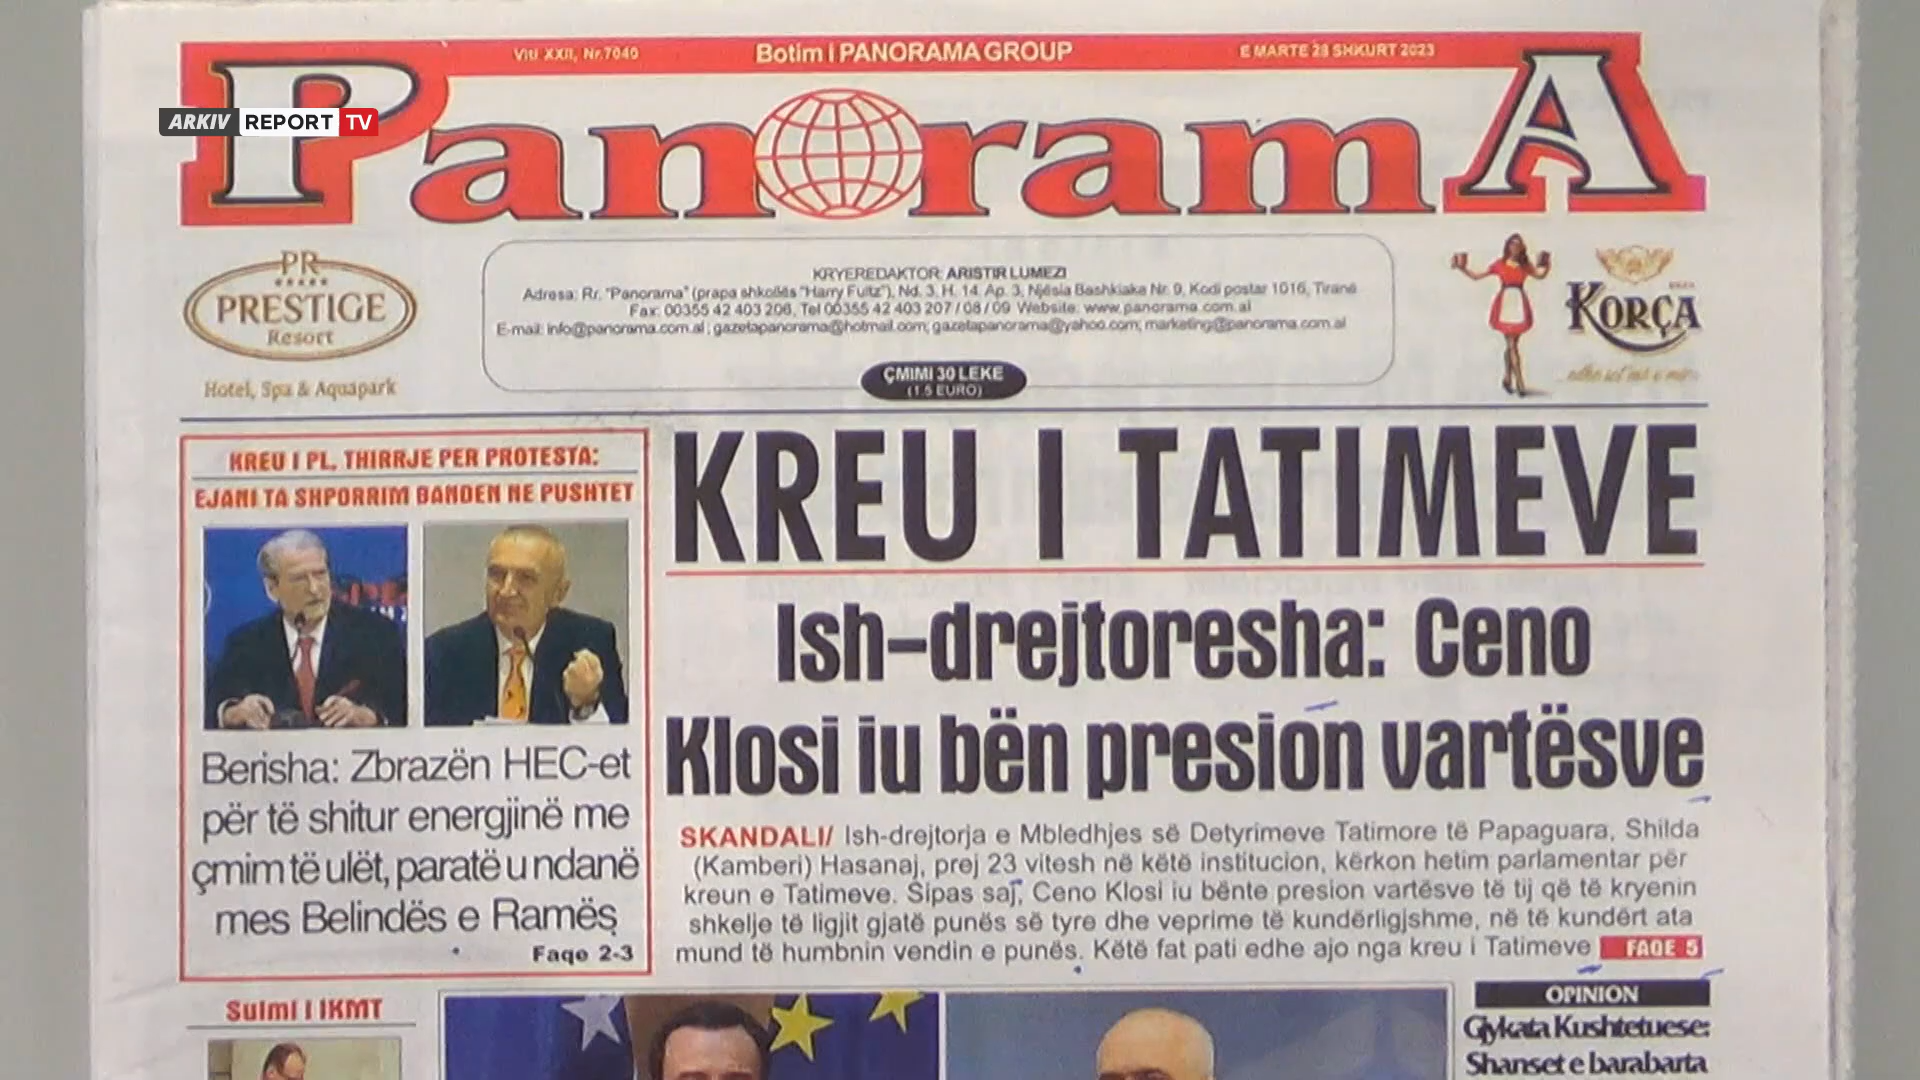 Viti XXII, Nr.7040
Botim i PANORAMA GROUP
E MARTE 28 SHKURT 2023
PanoramA
ARKIV REPORT TV
PR
PRESTIGE
Resort
Hotel, Spa & Aquapark
KRYEREDAKTOR: ARISTIR LUMEZI
Adresa: Rr. "Panorama" (prapa shkollës "Harry Fultz"), Nd. 3, H. 14, Ap. 3, Njësia Bashkiake Nr. 9, Kodi postar 1016, Tiranë
Fax: 00355 42 403 206, Tel 00355 42 403 207 / 08 / 09 Website: www.panorama.com.al
E-mail: info@panorama.com.al ; gazetapanorama@hotmail.com; gazetapanorama@yahoo.com; marketing@panorama.com.al
ÇMIMI 30 LEKE
(1.5 EURO)
KORÇA
KREU I PL, THIRRJE PER PROTESTA:
EJANI TA SHPORRIM BANDEN NE PUSHTET
Berisha: Zbrazën HEC-et
për të shitur energjinë me
çmim të ulët, paratë u ndanë
mes Belindës e Ramës
Faqe 2-3
KREU I TATIMEVE
Ish-drejtoresha: Ceno
Klosi iu bën presion vartësve
SKANDALI/ Ish-drejtorja e Mbledhjes së Detyrimeve Tatimore të Papaguara, Shilda
(Kamberi) Hasanaj, prej 23 vitesh në këtë institucion, kërkon hetim parlamentar për
kreun e Tatimeve. Sipas saj, Ceno Klosi iu bënte presion vartësve të tij që të kryenin
shkelje të ligjit gjatë punës së tyre dhe veprime të kundërligjshme, në të kundërt ata
mund të humbnin vendin e punës. Këtë fat pati edhe ajo nga kreu i Tatimeve FAQE 5
Sulmi i IKMT
OPINION
Gjykata Kushtetuese:
Shanset e barabarta